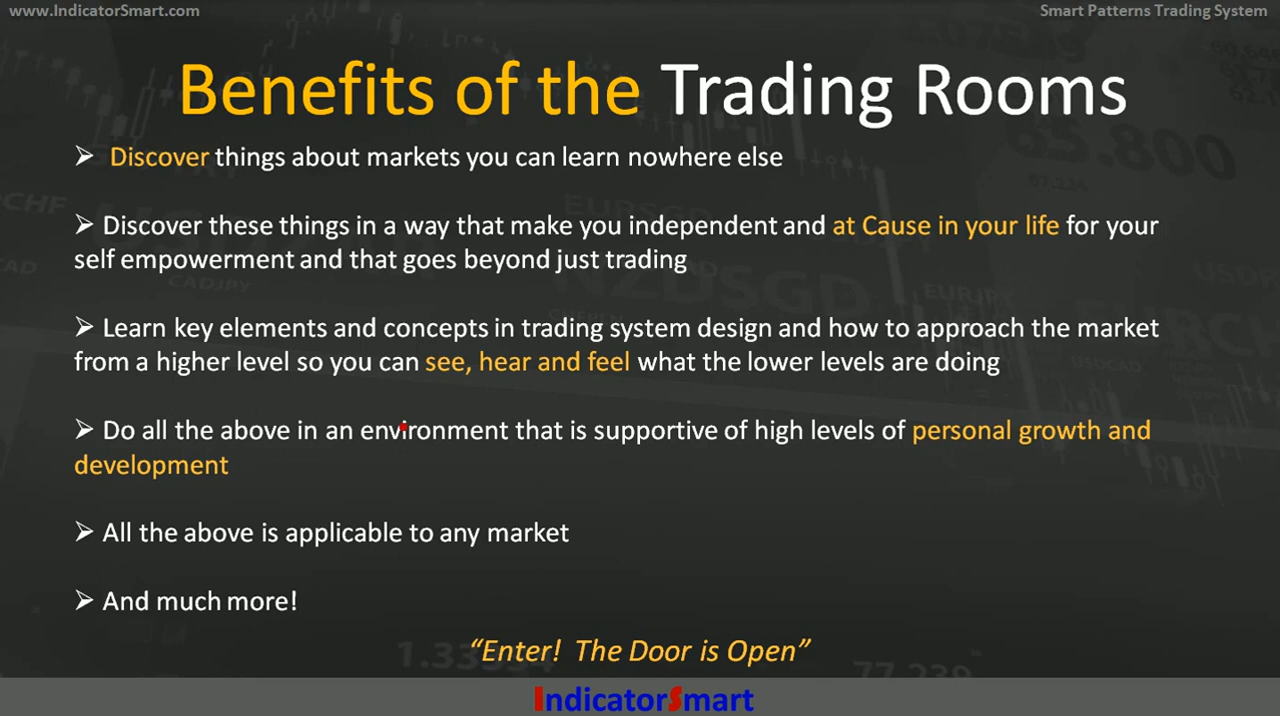 www.IndicatorSmart.com
Smart Patterns Trading System
Benefits of the Trading Rooms
➢ Discover things about markets you can learn nowhere else
➢ Discover these things in a way that make you independent and at Cause in your life for your
self empowerment and that goes beyond just trading
➢ Learn key elements and concepts in trading system design and how to approach the market
from a higher level so you can see, hear and feel what the lower levels are doing
➢ Do all the above in an environment that is supportive of high levels of personal growth and
development
➢ All the above is applicable to any market
➢ And much more!
“Enter! The Door is Open”
IndicatorSmart